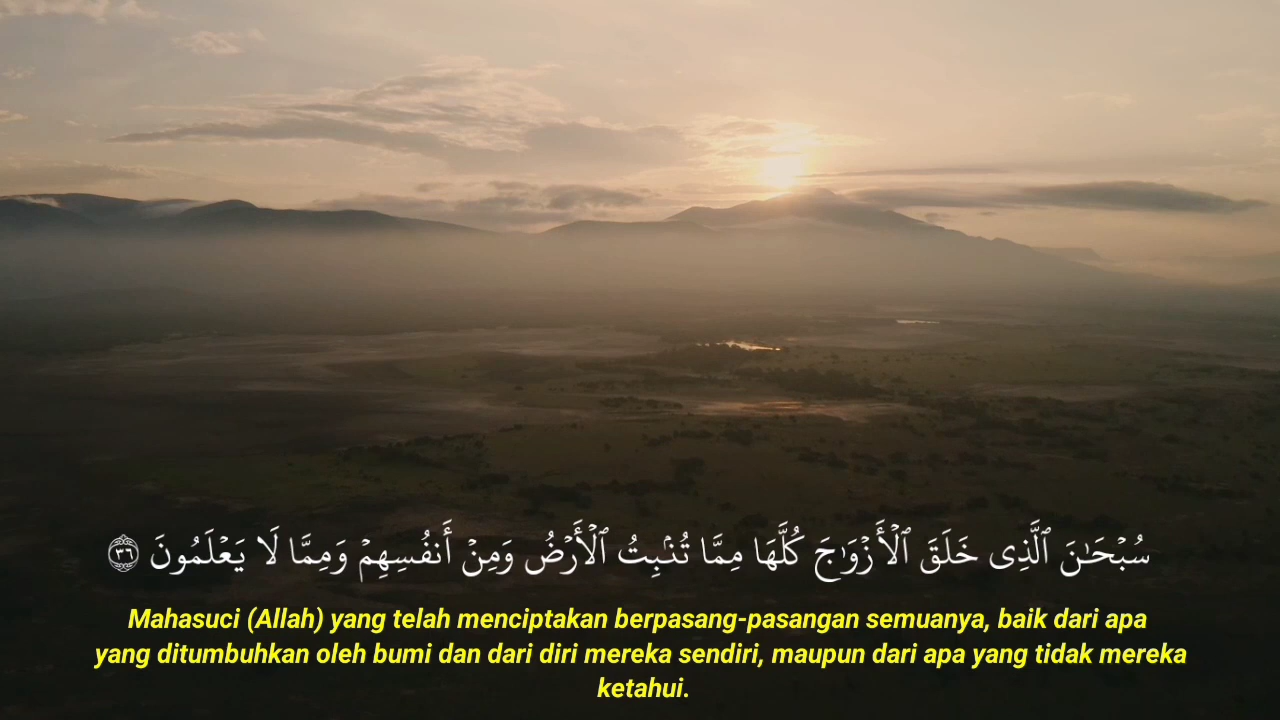 سُبْحَـٰنَ ٱلَّذِى خَلَقَ ٱلْأَزْوَٰجَ كُلَّهَا مِمَّا تُنۢبِتُ ٱلْأَرْضُ وَمِنْ أَنفُسِهِمْ وَمِمَّا لَا يَعْلَمُونَ ٣٦
Mahasuci (Allah) yang telah menciptakan berpasang-pasangan semuanya, baik dari apa
yang ditumbuhkan oleh bumi dan dari diri mereka sendiri, maupun dari apa yang tidak mereka
ketahui.